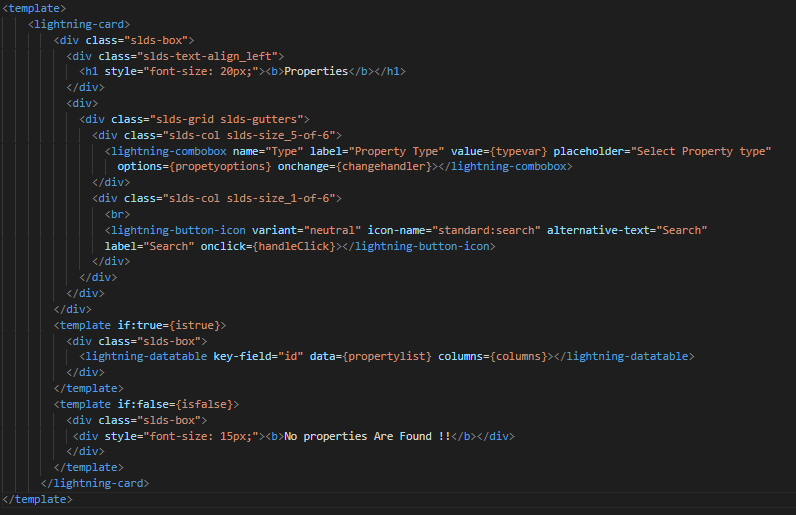 <template>
    <lightning-card>
        <div class="slds-box">
          <div class="slds-text-align_left">
            <h1 style="font-size: 20px;"><b>Properties</b></h1>
          </div>
          <div>
            <div class="slds-grid slds-gutters">
              <div class="slds-col slds-size_5-of-6">
                <lightning-combobox name="Type" label="Property Type" value={typevar} placeholder="Select Property type"
                  options={propetyoptions} onchange={changehandler}></lightning-combobox>
              </div>
              <div class="slds-col slds-size_1-of-6">
                <br>
                <lightning-button-icon variant="neutral" icon-name="standard:search" alternative-text="Search"
                label="Search" onclick={handleClick}></lightning-button-icon>
              </div>
            </div>
          </div>
        </div>
        <template if:true={istrue}>
          <div class="slds-box">
            <lightning-datatable key-field="id" data={propertylist} columns={columns}></lightning-datatable>
          </div>
        </template>
        <template if:false={isfalse}>
          <div class="slds-box">
           <div style="font-size: 15px;"><b>No properties Are Found !!</b></div>
          </div>
        </template>
      </lightning-card>
</template>